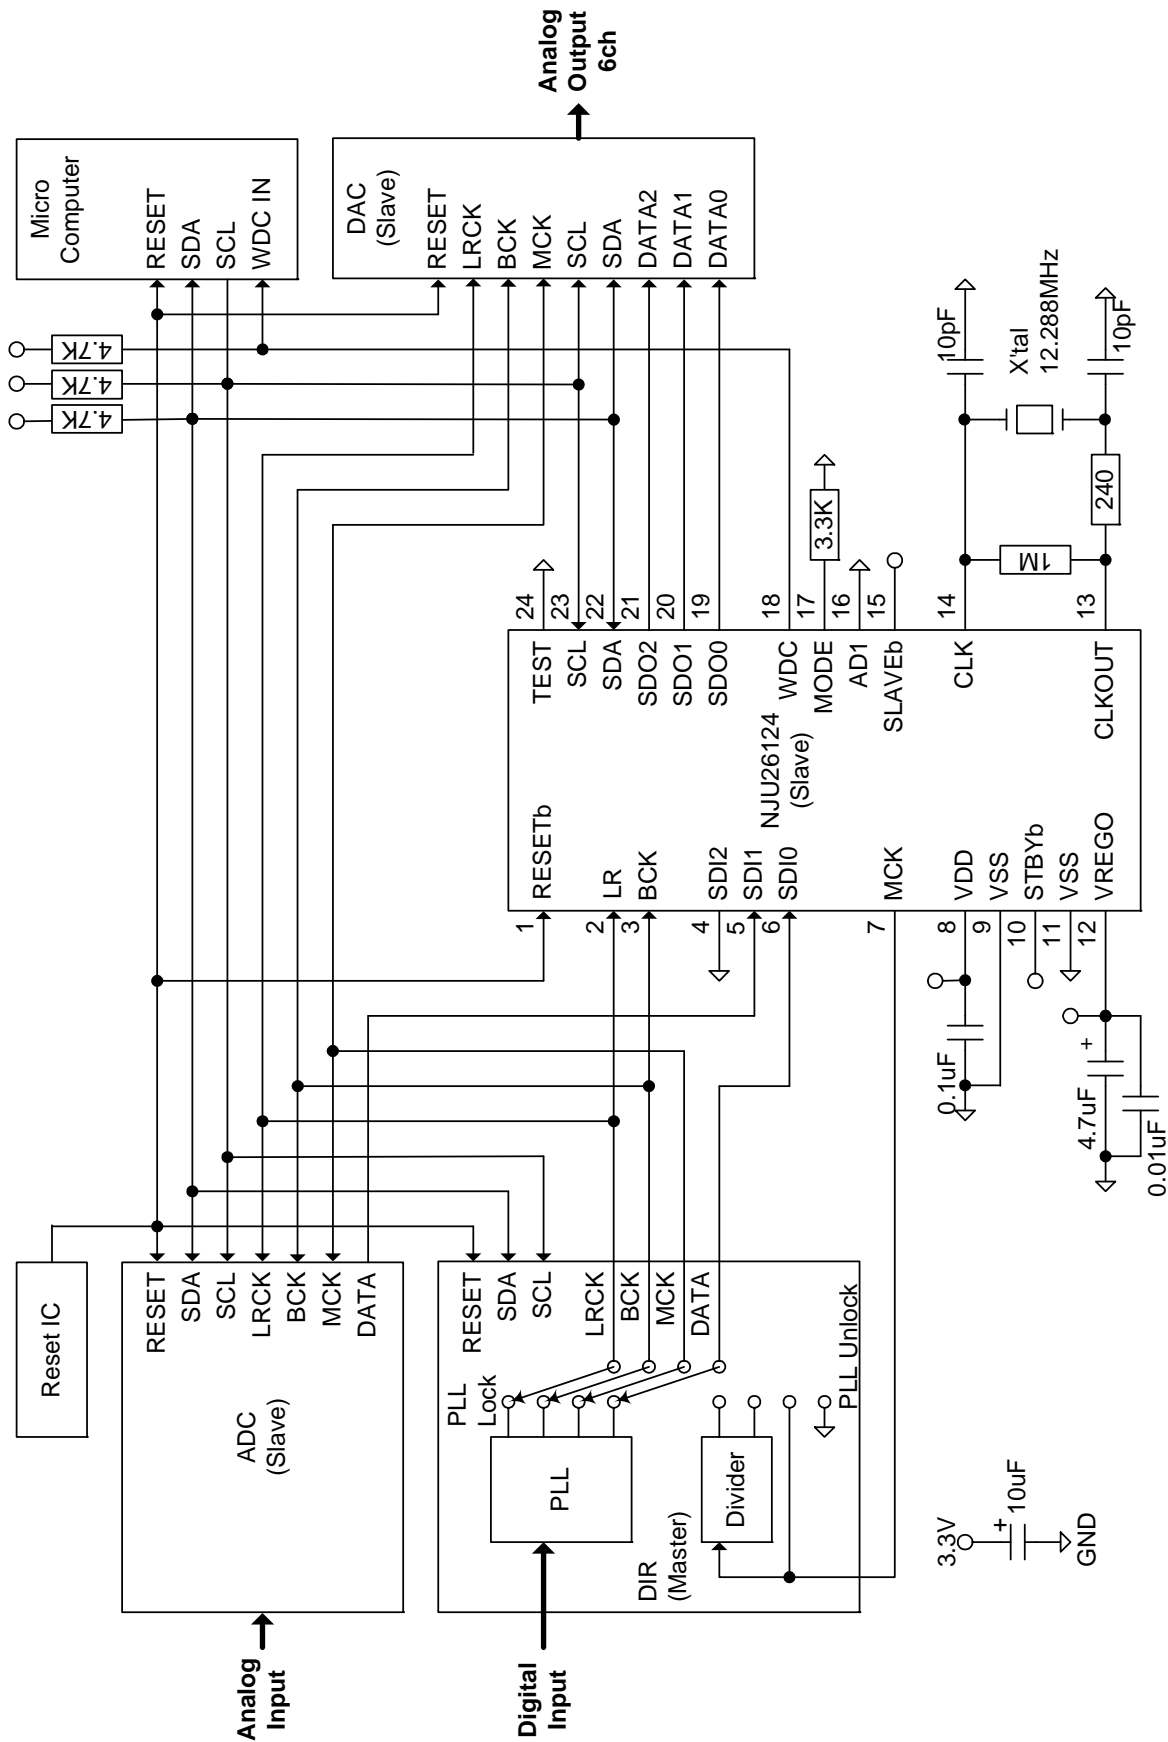 Analog
Input
Digital
Input
Reset IC
ADC
(Slave)
RESET
SDA
SCL
LRCK
BCK
MCK
DATA
PLL
DIR
(Master)
Divider
PLL
Lock
RESET
SDA
SCL
LRCK
BCK
MCK
DATA
PLL Unlock
3.3V
+
10uF
GND
1
2
3
4
5
6
7
8
9
10
11
12
RESETb
LR
BCK
SDI2
SDI1
SDI0
MCK
VDD
VSS
STBYb
VSS
VREGO
0.1uF
+
4.7uF
0.01uF
NJU26124
(Slave)
TEST
SCL
SDA
SDO2
SDO1
SDO0
WDC
MODE
AD1
SLAVEb
CLK
CLKOUT
24
23
22
21
20
19
18
17
16
15
14
13
3.3K
1M
240
10pF
X'tal
12.288MHz
10pF
4.7K
4.7K
4.7K
Micro
Computer
RESET
SDA
SCL
WDC IN
DAC
(Slave)
RESET
LRCK
BCK
MCK
SCL
SDA
DATA2
DATA1
DATA0
Analog
Output
6ch